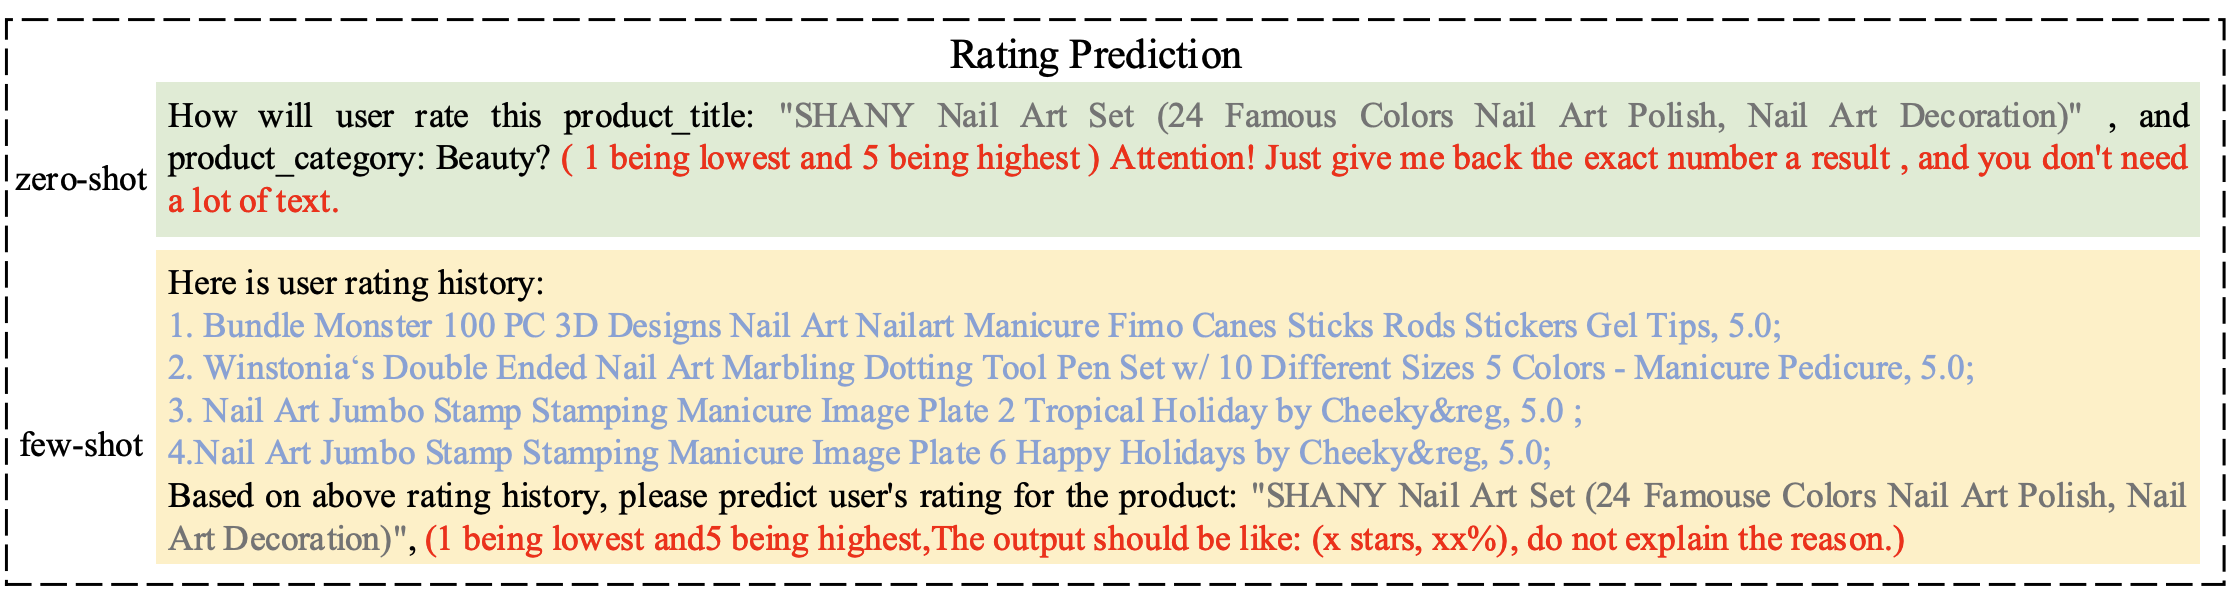 Rating Prediction
zero-shot
How will user rate this product_title: "SHANY Nail Art Set (24 Famous Colors Nail Art Polish, Nail Art Decoration)" , and
product_category: Beauty? ( 1 being lowest and 5 being highest ) Attention! Just give me back the exact number a result , and you don't need
a lot of text.
few-shot
Here is user rating history:
1. Bundle Monster 100 PC 3D Designs Nail Art Nailart Manicure Fimo Canes Sticks Rods Stickers Gel Tips, 5.0;
2. Winstonia‘s Double Ended Nail Art Marbling Dotting Tool Pen Set w/ 10 Different Sizes 5 Colors - Manicure Pedicure, 5.0;
3. Nail Art Jumbo Stamp Stamping Manicure Image Plate 2 Tropical Holiday by Cheeky&reg, 5.0 ;
4.Nail Art Jumbo Stamp Stamping Manicure Image Plate 6 Happy Holidays by Cheeky&reg, 5.0;
Based on above rating history, please predict user's rating for the product: "SHANY Nail Art Set (24 Famouse Colors Nail Art Polish, Nail
Art Decoration)", (1 being lowest and5 being highest,The output should be like: (x stars, xx%), do not explain the reason.)